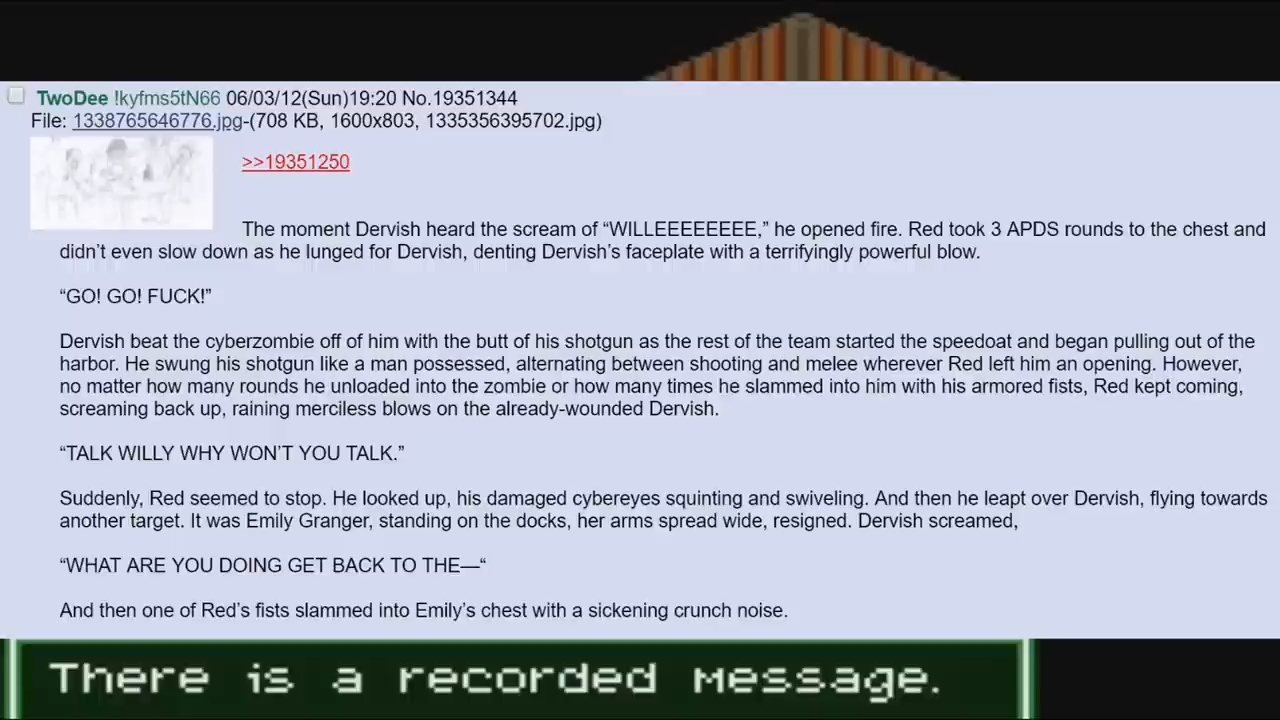 TwoDee !kyfms5tN66 06/03/12(Sun)19:20 No.19351344
File: 1338765646776.jpg-(708 KB, 1600x803, 1335356395702.jpg)
>>19351250
The moment Dervish heard the scream of “WILLEEEEEEEE,” he opened fire. Red took 3 APDS rounds to the chest and
didn’t even slow down as he lunged for Dervish, denting Dervish’s faceplate with a terrifyingly powerful blow.
“GO! GO! FUCK!”
Dervish beat the cyberzombie off of him with the butt of his shotgun as the rest of the team started the speedoat and began pulling out of the
harbor. He swung his shotgun like a man possessed, alternating between shooting and melee wherever Red left him an opening. However,
no matter how many rounds he unloaded into the zombie or how many times he slammed into him with his armored fists, Red kept coming,
screaming back up, raining merciless blows on the already-wounded Dervish.
“TALK WILLY WHY WON’T YOU TALK.”
Suddenly, Red seemed to stop. He looked up, his damaged cybereyes squinting and swiveling. And then he leapt over Dervish, flying towards
another target. It was Emily Granger, standing on the docks, her arms spread wide, resigned. Dervish screamed,
“WHAT ARE YOU DOING GET BACK TO THE—“
And then one of Red’s fists slammed into Emily’s chest with a sickening crunch noise.
There is a recorded message.